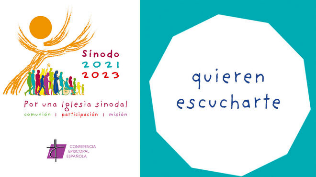 Sínodo
2021
2023
Por una iglesia sinodal
comunión | participación | misión
CONFERENCIA
EPISCOPAL
ESPAÑOLA
quieren
escucharte